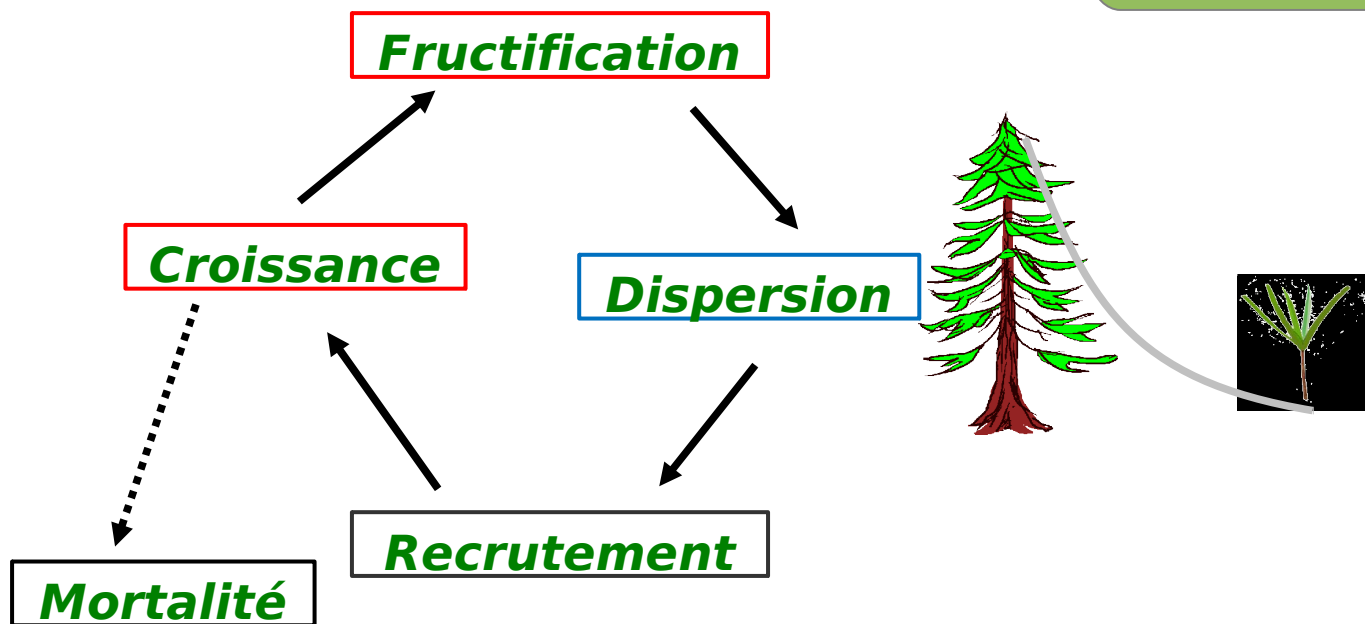 Fructification
Croissance
Dispersion
Recrutement
Mortalité